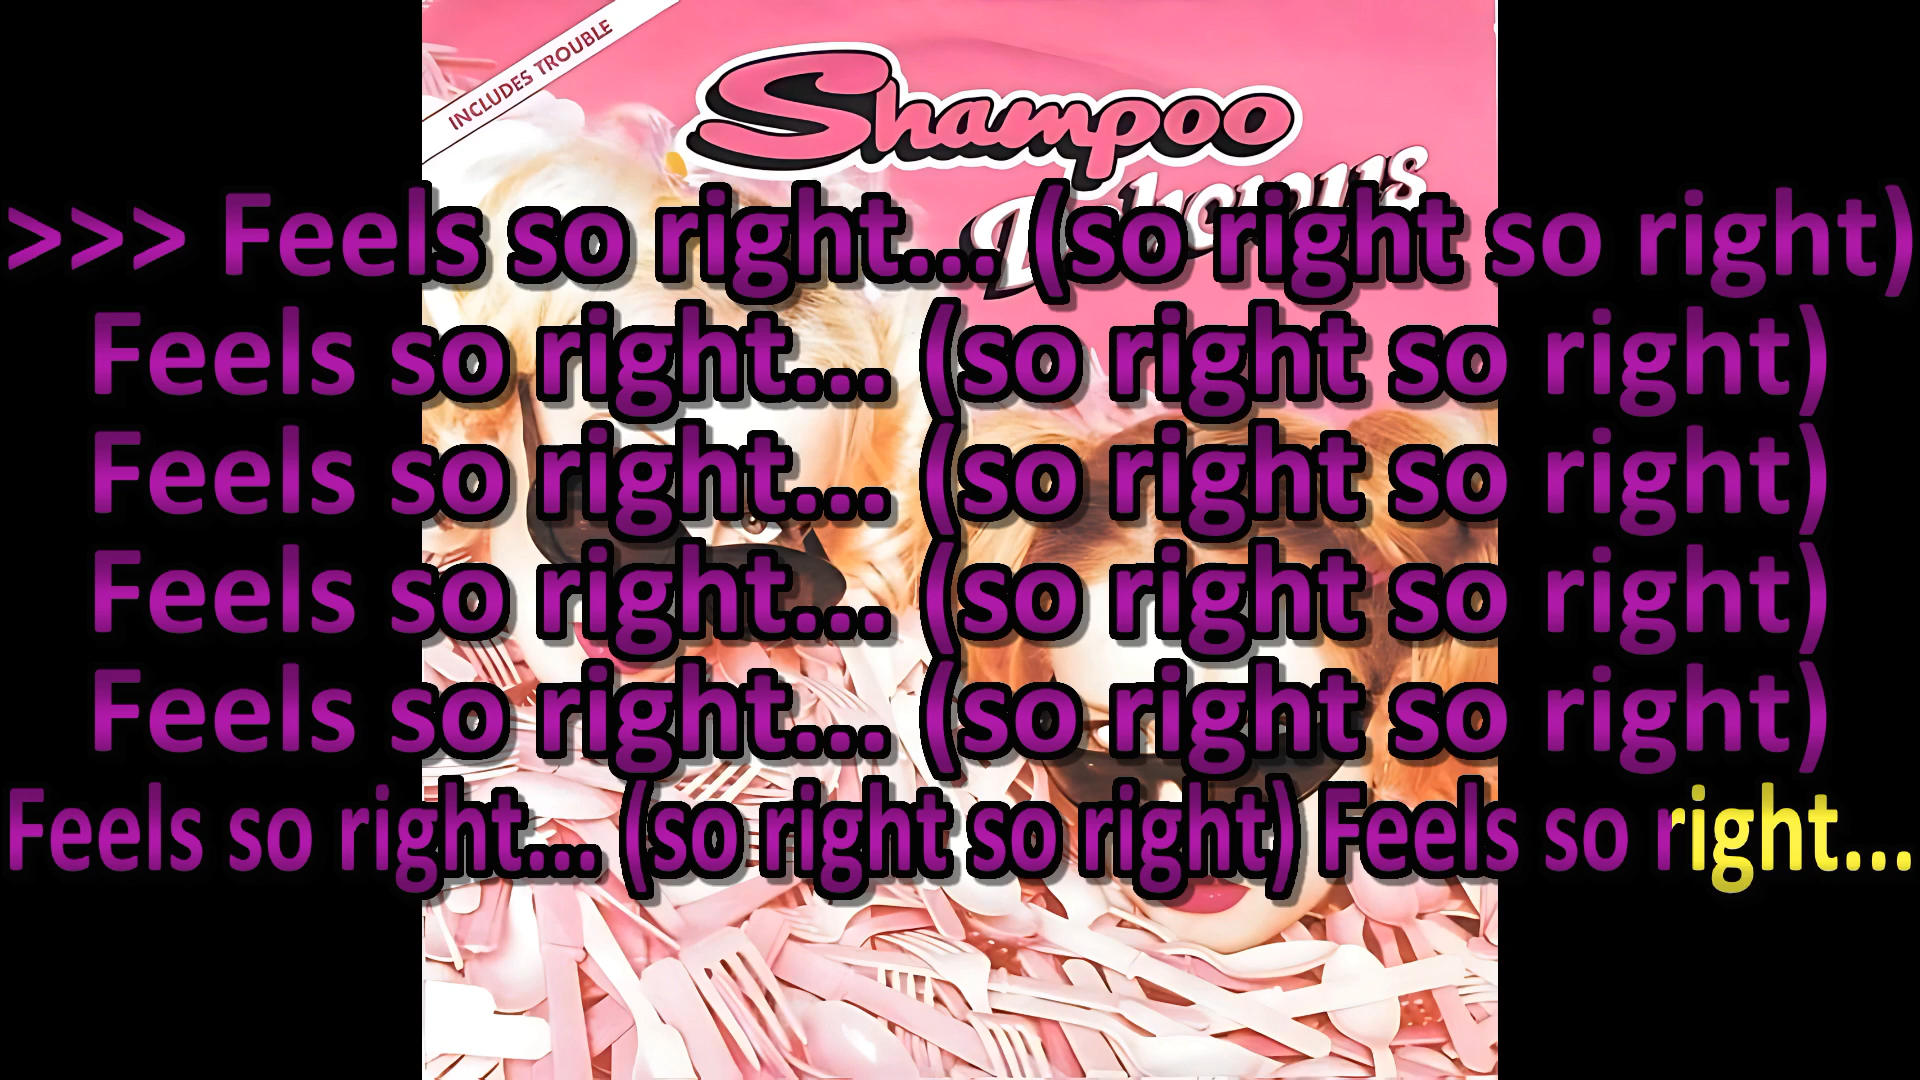 INCLUDES TROUBLE
Shampoo
>>> Feels so right... (so right so right)
Feels so right... (so right so right)
Feels so right... (so right so right)
Feels so right... (so right so right)
Feels so right... (so right so right)
Feels so right... (so right so right) Feels so right...